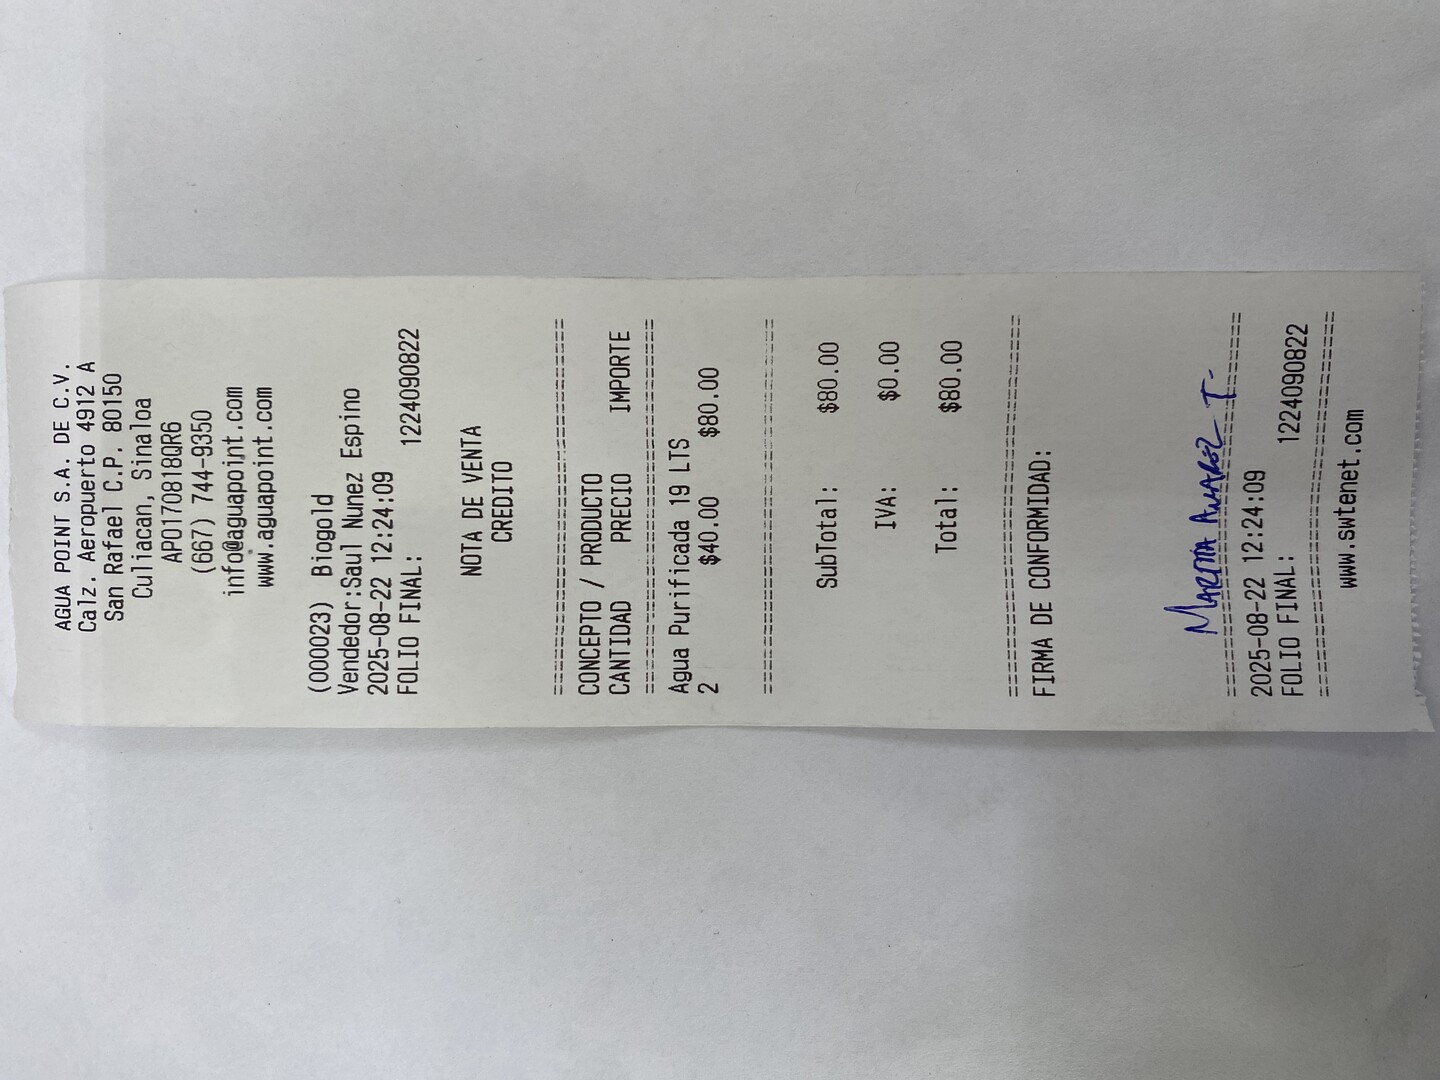 AGUA POINT S.A. DE C.V.
Calz. Aeropuerto 4912 A
San Rafael C.P. 80150
Culiacan, Sinaloa
APO170818QR6
(667) 744-9350
info@aguapoint.com
www.aguapoint.com
(000023) Biogold
Vendedor:Saul Nunez Espino
2025-08-22 12:24:09
FOLIO FINAL: 1224090822
NOTA DE VENTA
CREDITO
==========================
CONCEPTO / PRODUCTO
CANTIDAD PRECIO IMPORTE
==========================
Agua Purificada 19 LTS
2 $40.00 $80.00
==========================
SubTotal: $80.00
IVA: $0.00
Total: $80.00
==========================
FIRMA DE CONFORMIDAD:
T.
==========================
2025-08-22 12:24:09
FOLIO FINAL: 1224090822
==========================
www.swtenet.com